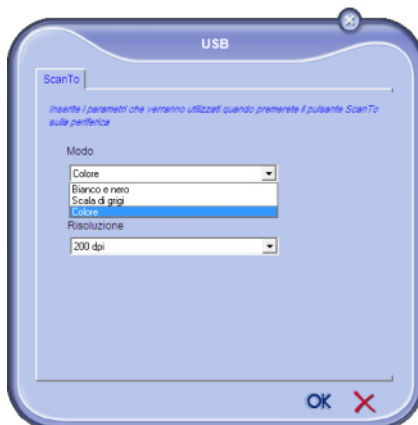 USB
ScanTo
Inserite i parametri che verranno utilizzati quando premerete il pulsante ScanTo
sulla periferica
Modo
Colore
Bianco e nero
Scala di grigi
Colore
Risoluzione
200 dpi
OK